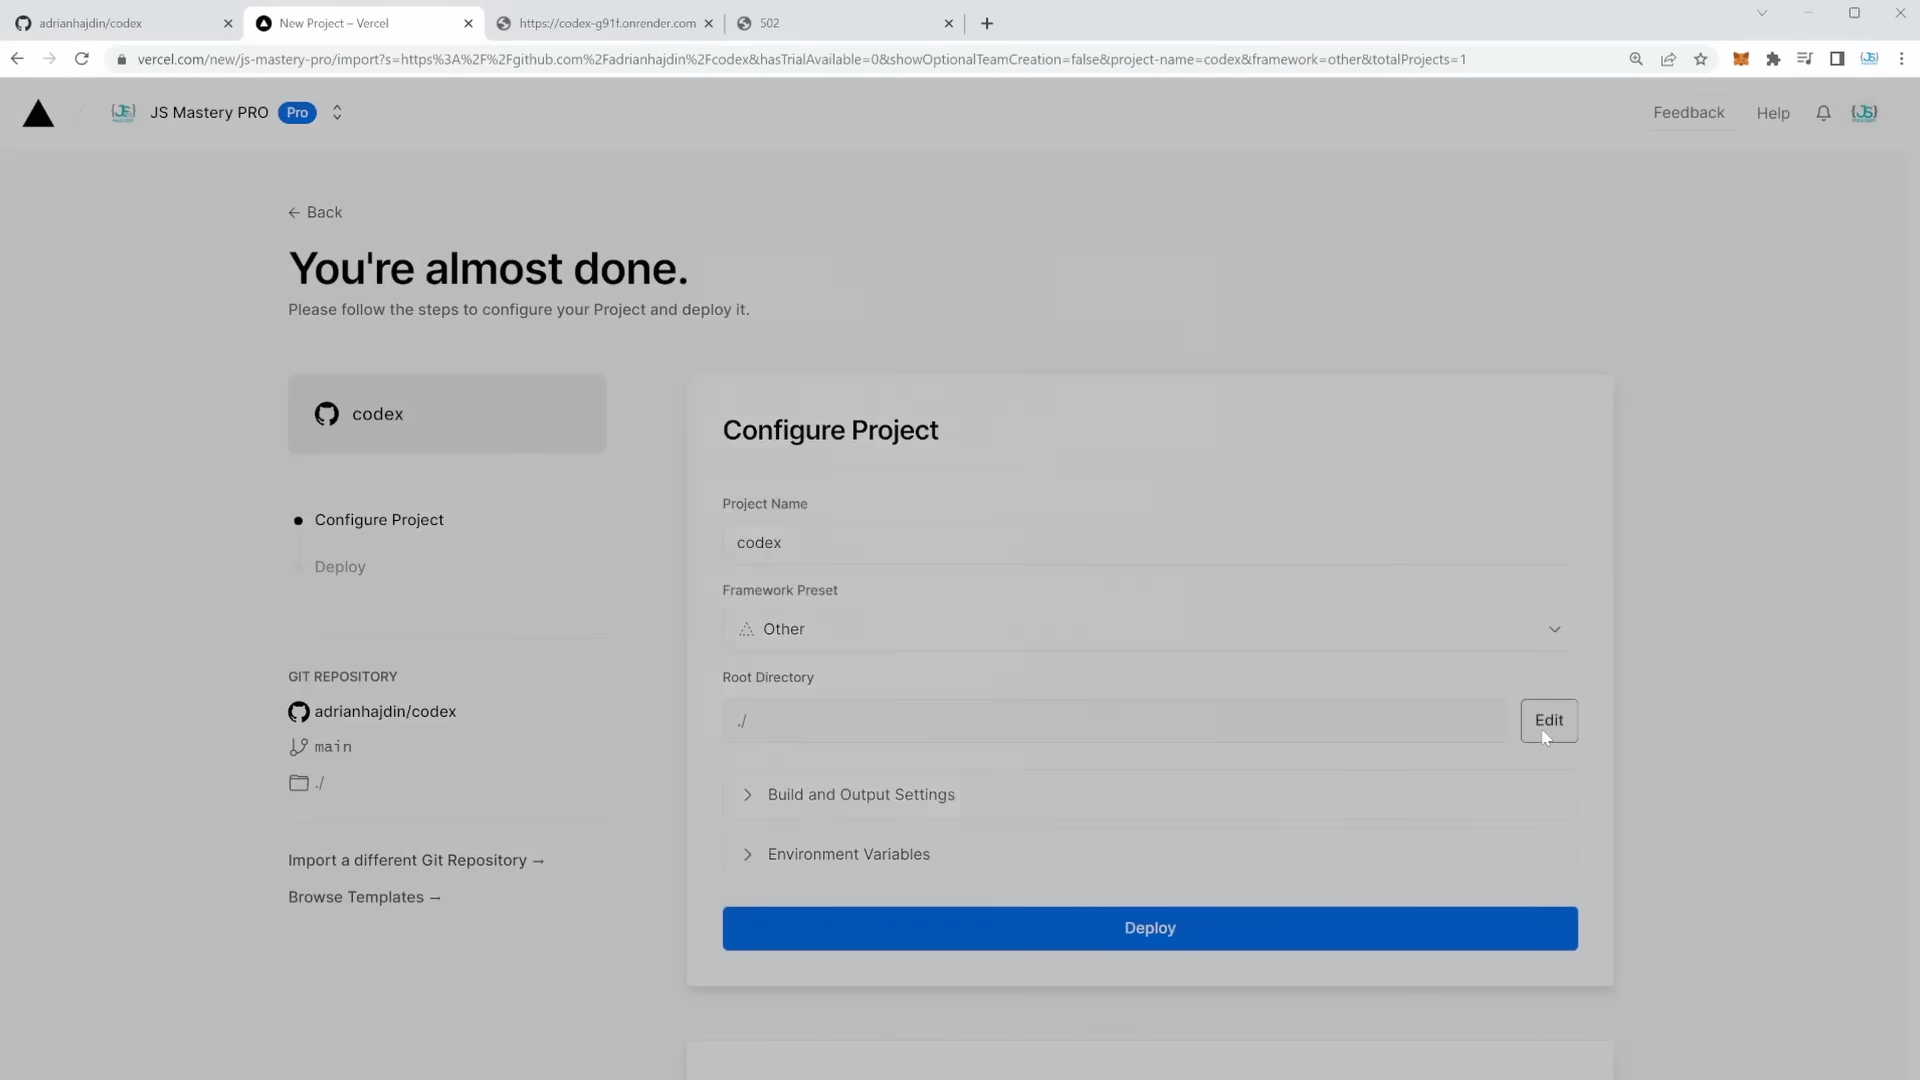 adrianhajdin/codex
New Project – Vercel
https://codex-g91f.onrender.com
502
vercel.com/new/js-mastery-pro/import?s=https%3A%2F%2Fgithub.com%2Fadrianhajdin%2Fcodex&hasTrialAvailable=0&showOptionalTeamCreation=false&project-name=codex&framework=other&totalProjects=1
JS Mastery PRO Pro
Feedback
Help
← Back
You're almost done.
Please follow the steps to configure your Project and deploy it.
codex
Configure Project
Deploy
GIT REPOSITORY
adrianhajdin/codex
main
./
Import a different Git Repository →
Browse Templates →
Configure Project
Project Name
codex
Framework Preset
Other
Root Directory
./
Edit
Build and Output Settings
Environment Variables
Deploy